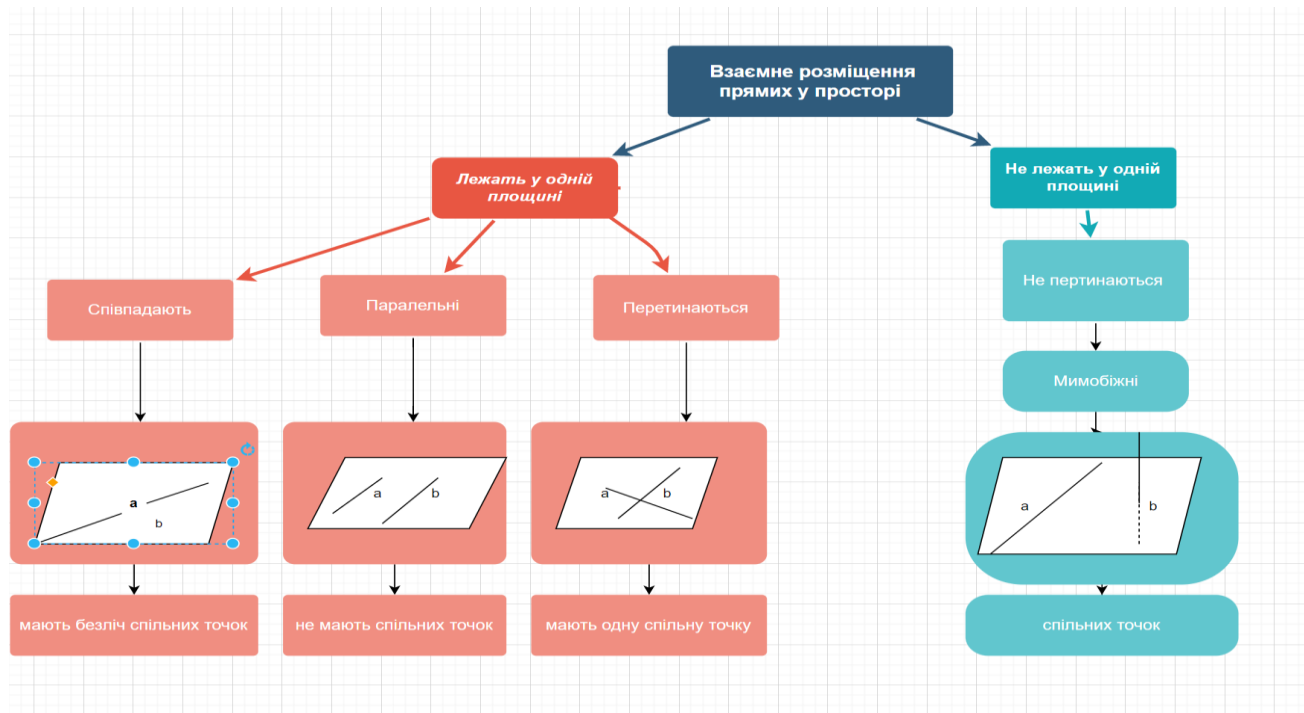 Взаємне розміщення
прямих у просторі
Лежать у одній
площині
Не лежать у одній
площині
Співпадають
Паралельні
Перетинаються
Не пертинаються
Мимобіжні
a
b
a
b
a
b
a
b
мають безліч спільних точок
не мають спільних точок
мають одну спільну точку
спільних точок